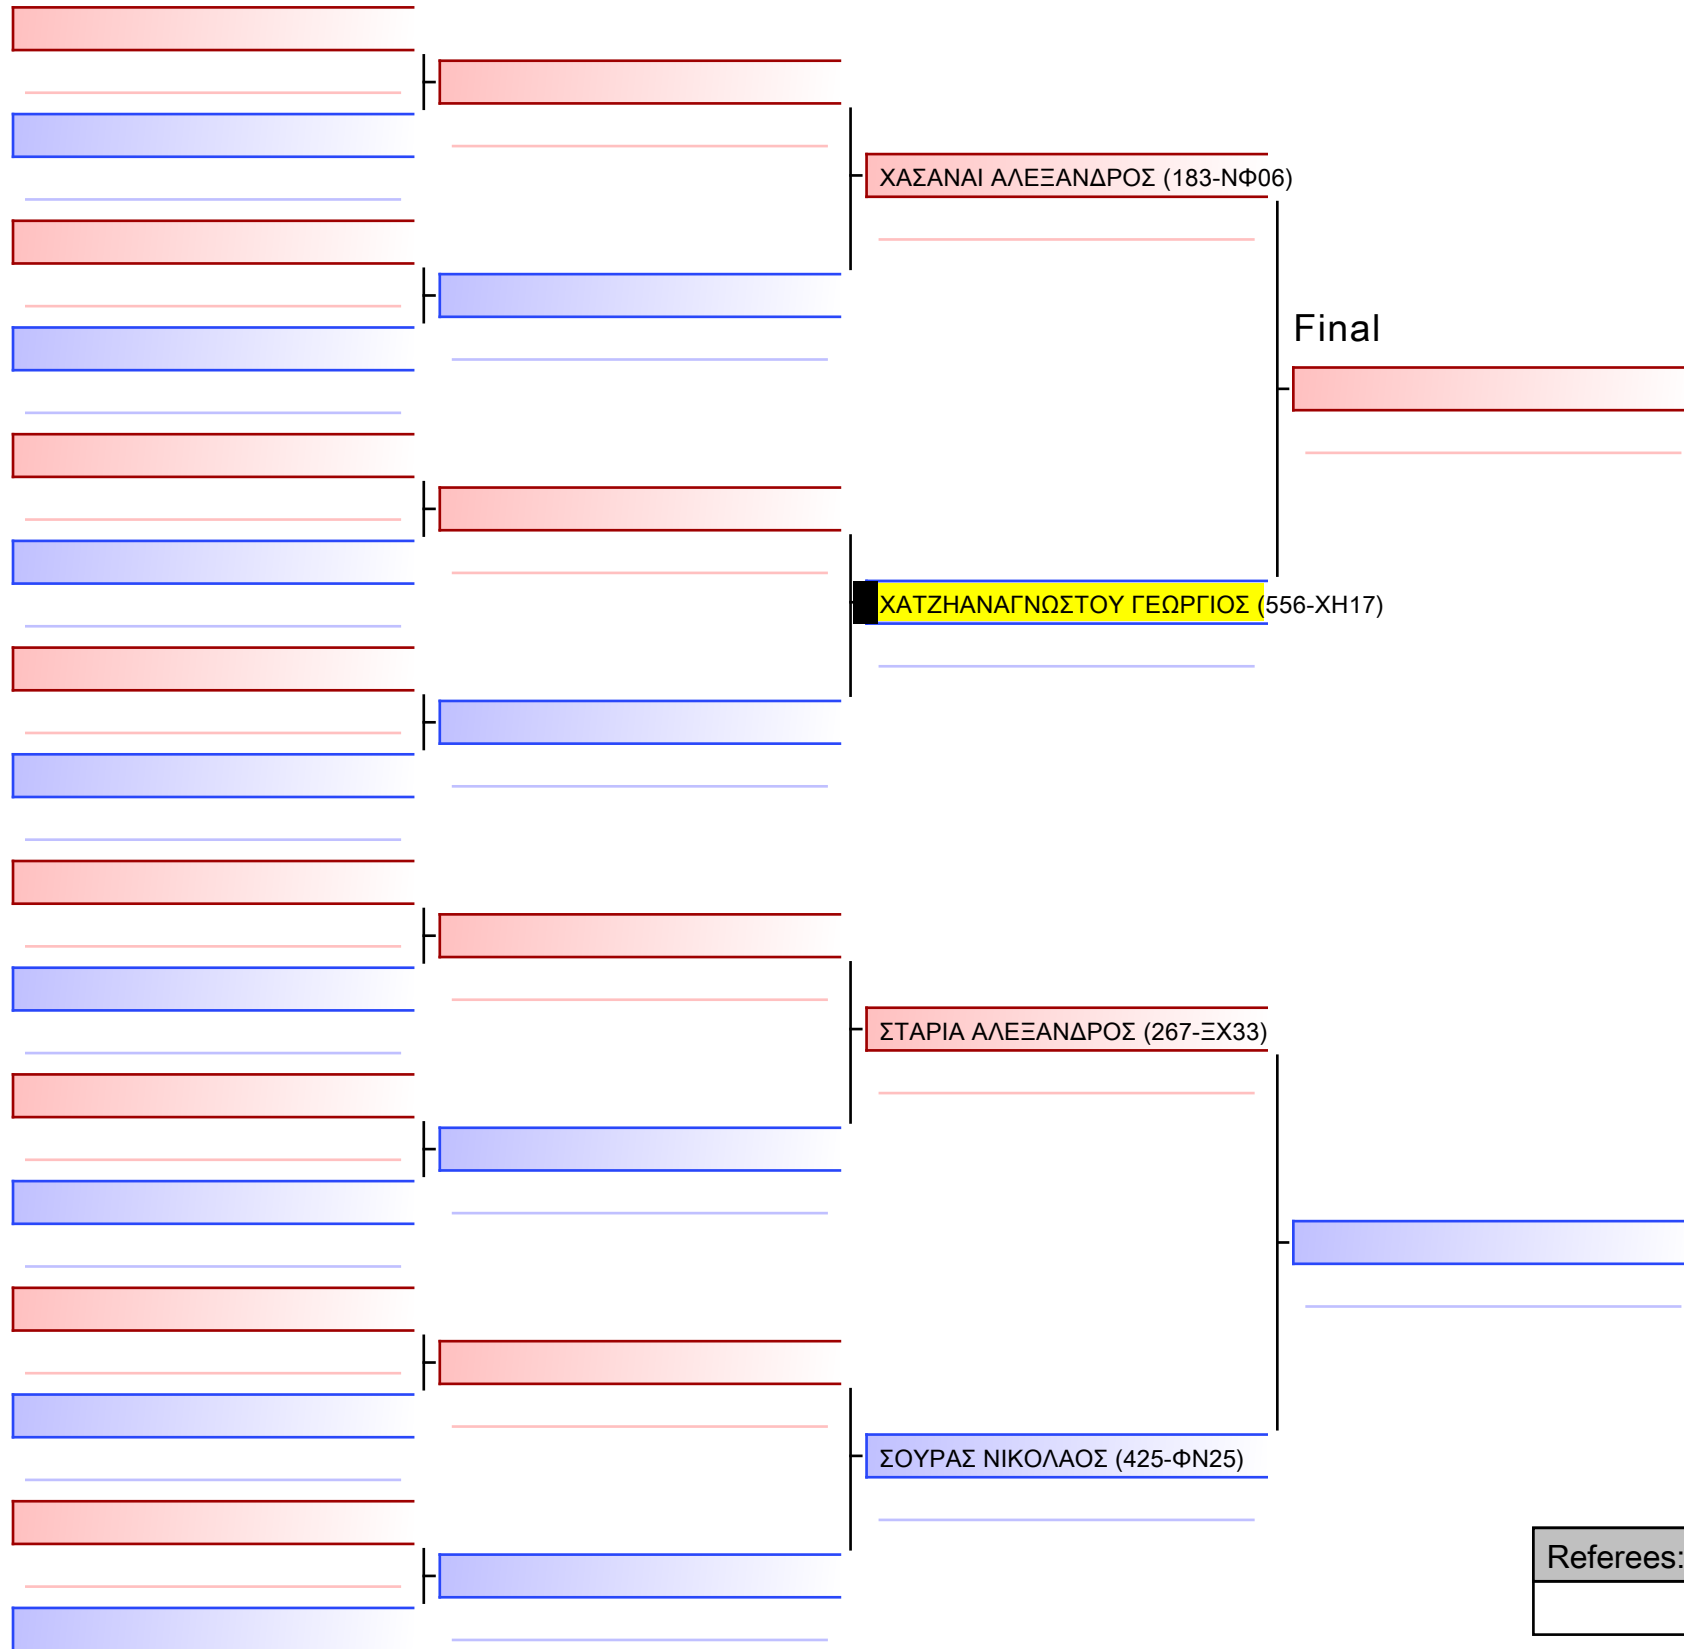 ΧΑΣΑΝΑΙ ΑΛΕΞΑΝΔΡΟΣ (183-ΝΦ06)
Final
ΧΑΤΖΗΑΝΑΓΝΩΣΤΟΥ ΓΕΩΡΓΙΟΣ (556-ΧΗ17)
ΣΤΑΡΙΑ ΑΛΕΞΑΝΔΡΟΣ (267-ΞΧ33)
ΣΟΥΡΑΣ ΝΙΚΟΛΑΟΣ (425-ΦΝ25)
Referees: